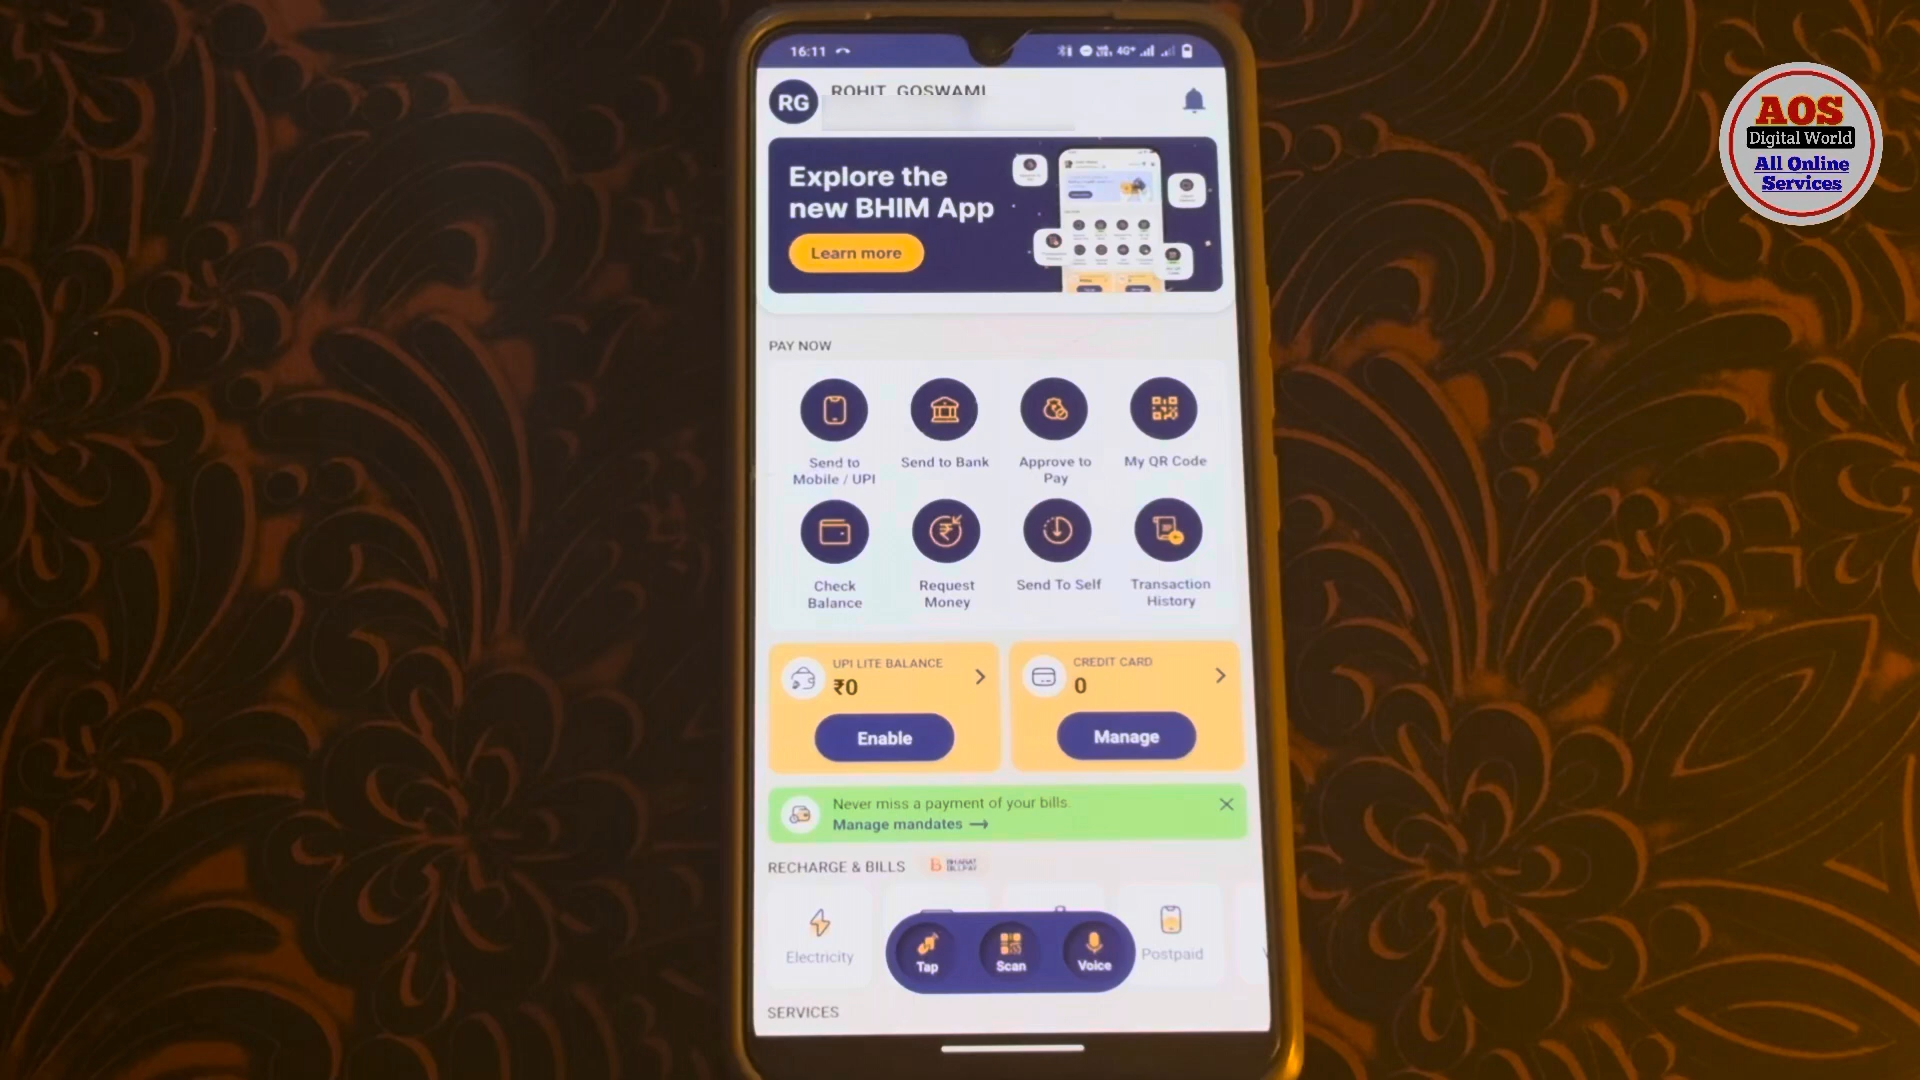 16:11
4G+
RG
ROHIT GOSWAMI
Explore the
new BHIM App
Learn more
PAY NOW
Send to
Mobile / UPI
Send to Bank
Approve to
Pay
My QR Code
Check
Balance
Request
Money
Send To Self
Transaction
History
UPI LITE BALANCE
₹0
Enable
CREDIT CARD
0
Manage
Never miss a payment of your bills.
Manage mandates →
RECHARGE & BILLS
B BHARAT
BILLPAY
Electricity
Postpaid
Tap
Scan
Voice
SERVICES
AOS
Digital World
All Online
Services